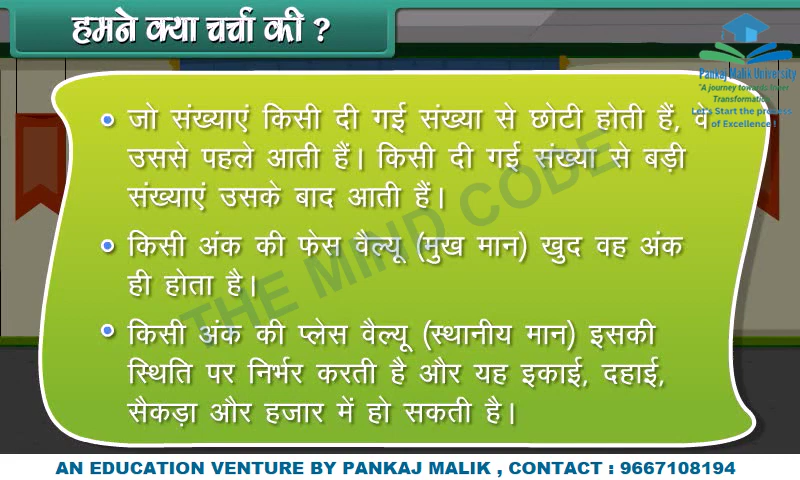 हमने क्या चर्चा की ?
Pankaj Malik University
"A journey towards Inner
Transformation
Let's Start the process
of Excellence !
जो संख्याएं किसी दी गई संख्या से छोटी होती हैं, वे
उससे पहले आती हैं। किसी दी गई संख्या से बड़ी
संख्याएं उसके बाद आती हैं।
किसी अंक की फेस वैल्यू (मुख मान) खुद वह अंक
ही होता है।
किसी अंक की प्लेस वैल्यू (स्थानीय मान) इसकी
स्थिति पर निर्भर करती है और यह इकाई, दहाई,
सैकड़ा और हजार में हो सकती है।
THE MIND CODE
AN EDUCATION VENTURE BY PANKAJ MALIK , CONTACT : 9667108194